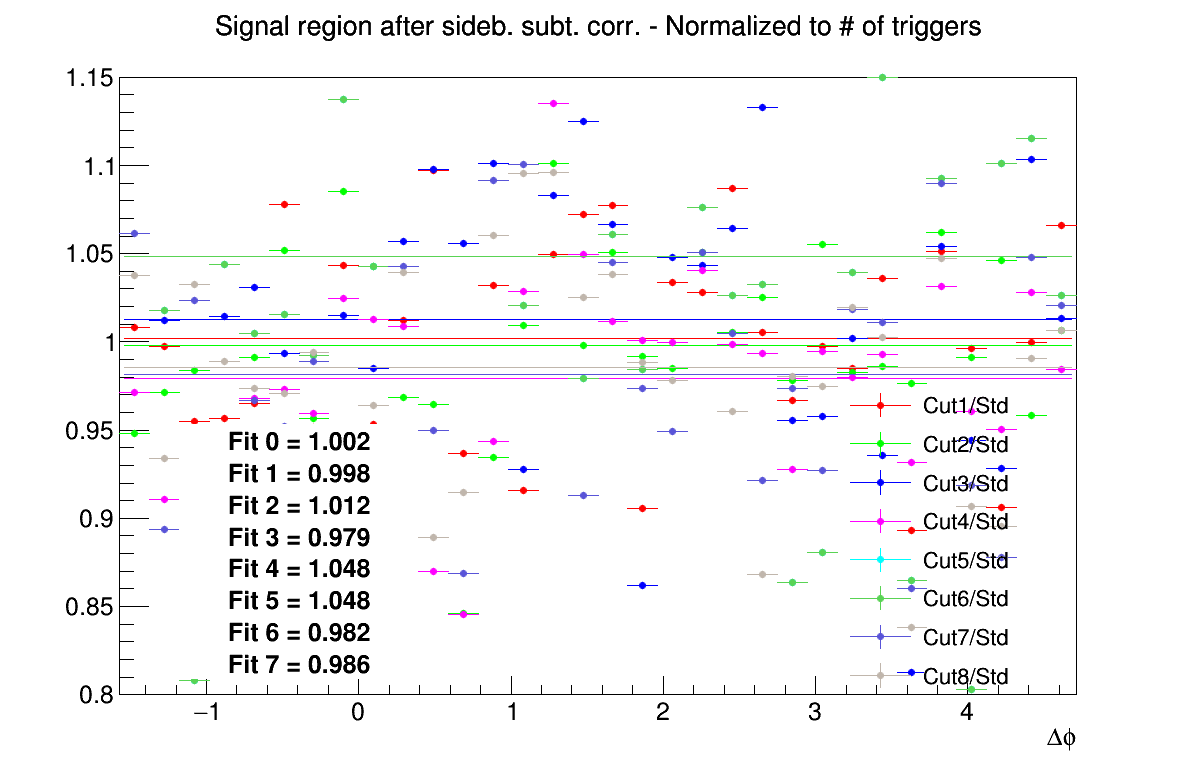 Signal region after sideb. subt. corr. - Normalized to # of triggers
1.15
1.1
1.05
1
0.95
0.9
0.85
0.8
Fit 0 = 1.002
Fit 1 = 0.998
Fit 2 = 1.012
Fit 3 = 0.979
Fit 4 = 1.048
Fit 5 = 1.048
Fit 6 = 0.982
Fit 7 = 0.986
Cut1/Std
Cut2/Std
Cut3/Std
Cut4/Std
Cut5/Std
Cut6/Std
Cut7/Std
Cut8/Std
−1 0 1 2 3 4
Δϕ